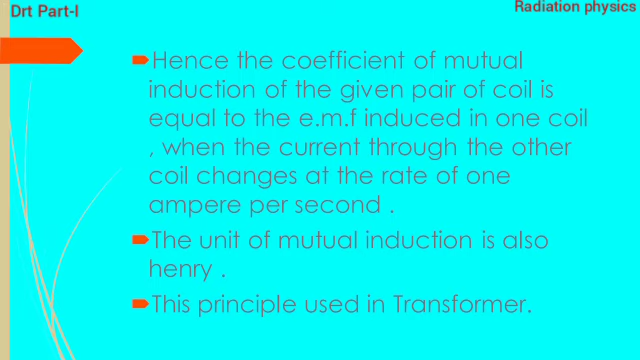 Drt Part-I
Radiation physics
Hence the coefficient of mutual
induction of the given pair of coil is
equal to the e.m.f induced in one coil
, when the current through the other
coil changes at the rate of one
ampere per second .
The unit of mutual induction is also
henry .
This principle used in Transformer.